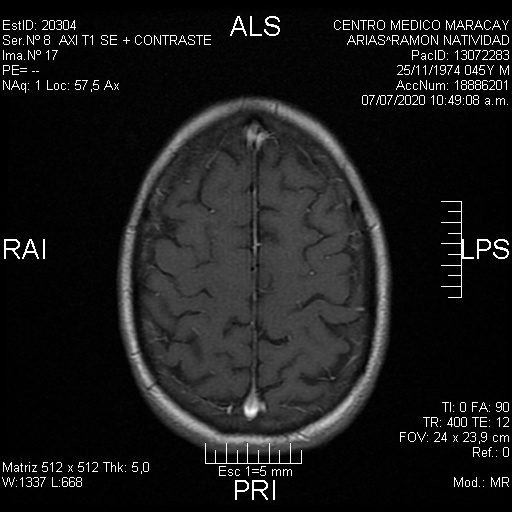 EstID: 20304
Ser.Nº 8 AXI T1 SE + CONTRASTE
Ima.Nº 17
PE= --
NAq: 1 Loc: 57,5 Ax
ALS
CENTRO MEDICO MARACAY
ARIAS^RAMON NATIVIDAD
PacID: 13072283
25/11/1974 045Y M
AccNum: 18886201
07/07/2020 10:49:08 a.m.
RAI
LPS
TI: 0 FA: 90
TR: 400 TE: 12
FOV: 24 x 23,9 cm
Ref.: 0
Matriz 512 x 512 Thk: 5,0
W:1337 L:668
Esc 1=5 mm
PRI
Mod.: MR